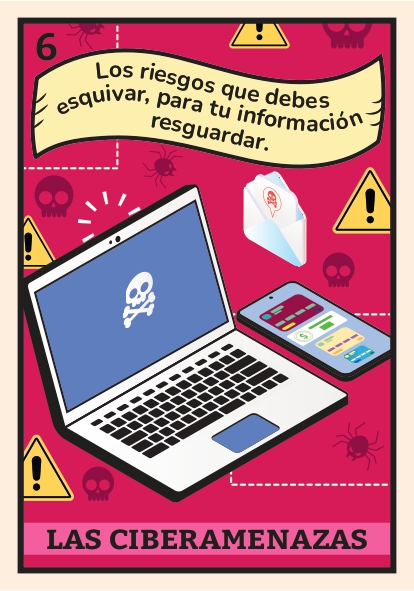 6
Los riesgos que debes
esquivar, para tu información
resguardar.
LAS CIBERAMENAZAS